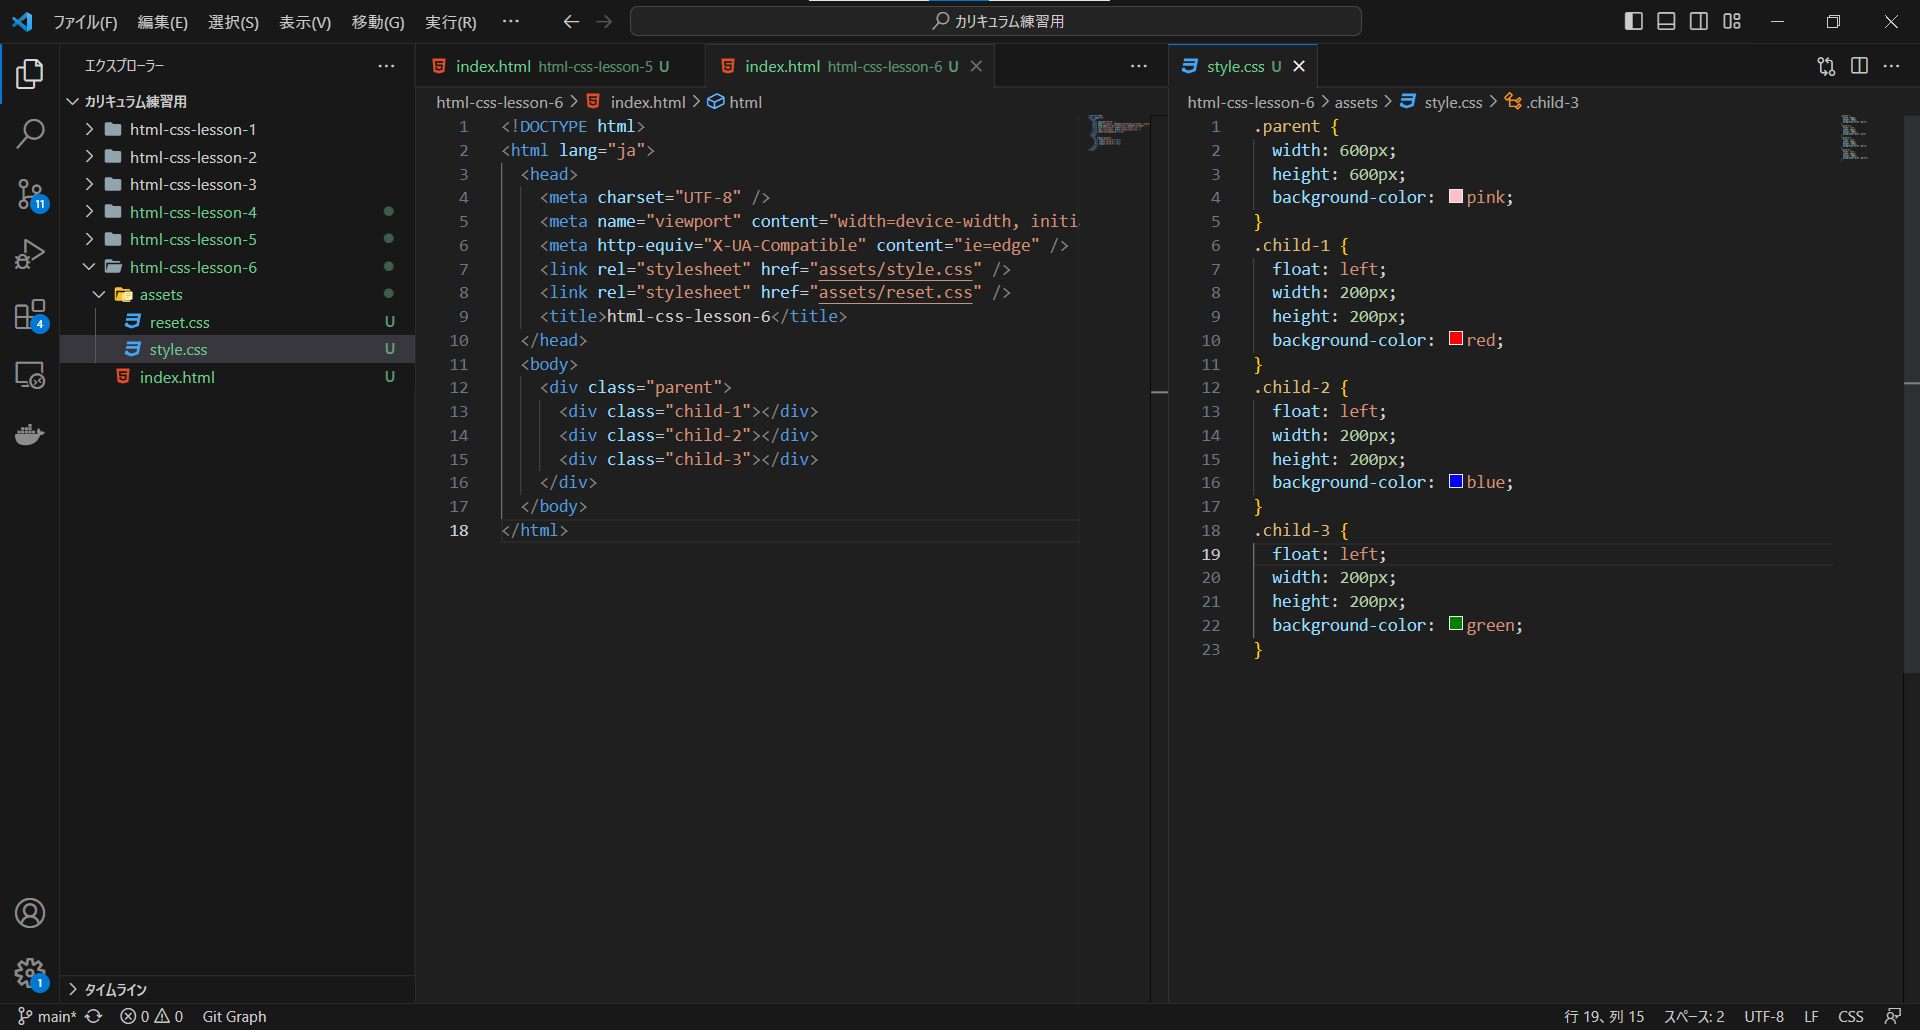 ファイル(F) 編集(E) 選択(S) 表示(V) 移動(G) 実行(R) ··· カリキュラム練習用
エクスプローラー ···
カリキュラム練習用
html-css-lesson-1
html-css-lesson-2
html-css-lesson-3
html-css-lesson-4
html-css-lesson-5
html-css-lesson-6
assets
reset.css U
style.css U
index.html U
タイムライン
11
4
1
index.html html-css-lesson-5 U
index.html html-css-lesson-6 U
html-css-lesson-6 > index.html > html
1 <!DOCTYPE html>
2 <html lang="ja">
3 <head>
4 <meta charset="UTF-8" />
5 <meta name="viewport" content="width=device-width, initi
6 <meta http-equiv="X-UA-Compatible" content="ie=edge" />
7 <link rel="stylesheet" href="assets/style.css" />
8 <link rel="stylesheet" href="assets/reset.css" />
9 <title>html-css-lesson-6</title>
10 </head>
11 <body>
12 <div class="parent">
13 <div class="child-1"></div>
14 <div class="child-2"></div>
15 <div class="child-3"></div>
16 </div>
17 </body>
18 </html>
style.css U
html-css-lesson-6 > assets > style.css > .child-3
1 .parent {
2 width: 600px;
3 height: 600px;
4 background-color: pink;
5 }
6 .child-1 {
7 float: left;
8 width: 200px;
9 height: 200px;
10 background-color: red;
11 }
12 .child-2 {
13 float: left;
14 width: 200px;
15 height: 200px;
16 background-color: blue;
17 }
18 .child-3 {
19 float: left;
20 width: 200px;
21 height: 200px;
22 background-color: green;
23 }
main* 0 0 Git Graph 行 19、列 15 スペース: 2 UTF-8 LF CSS